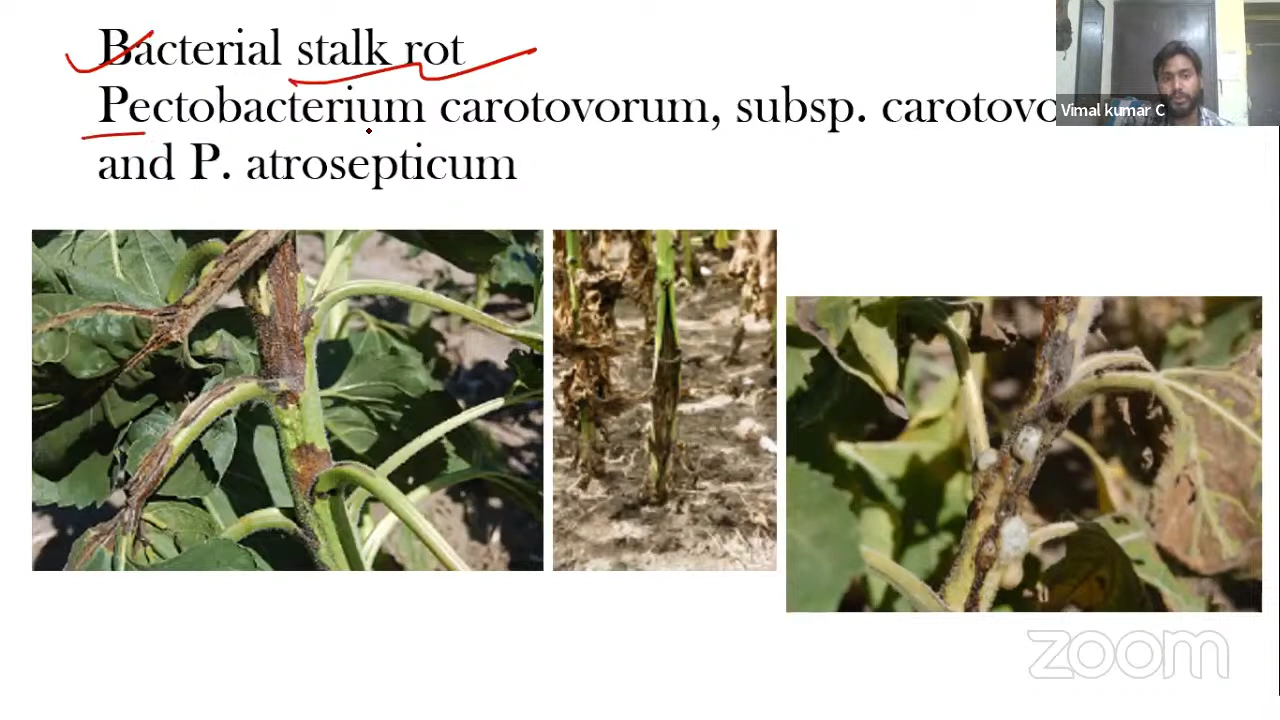 Bacterial stalk rot
Pectobacterium carotovorum, subsp. carotovo
and P. atrosepticum
Vimal kumar C
zoom